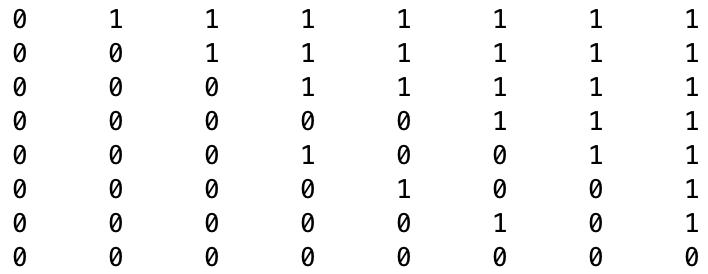 0 1 1 1 1 1 1 1
0 0 1 1 1 1 1 1
0 0 0 1 1 1 1 1
0 0 0 0 0 1 1 1
0 0 0 1 0 0 1 1
0 0 0 0 1 0 0 1
0 0 0 0 0 1 0 1
0 0 0 0 0 0 0 0